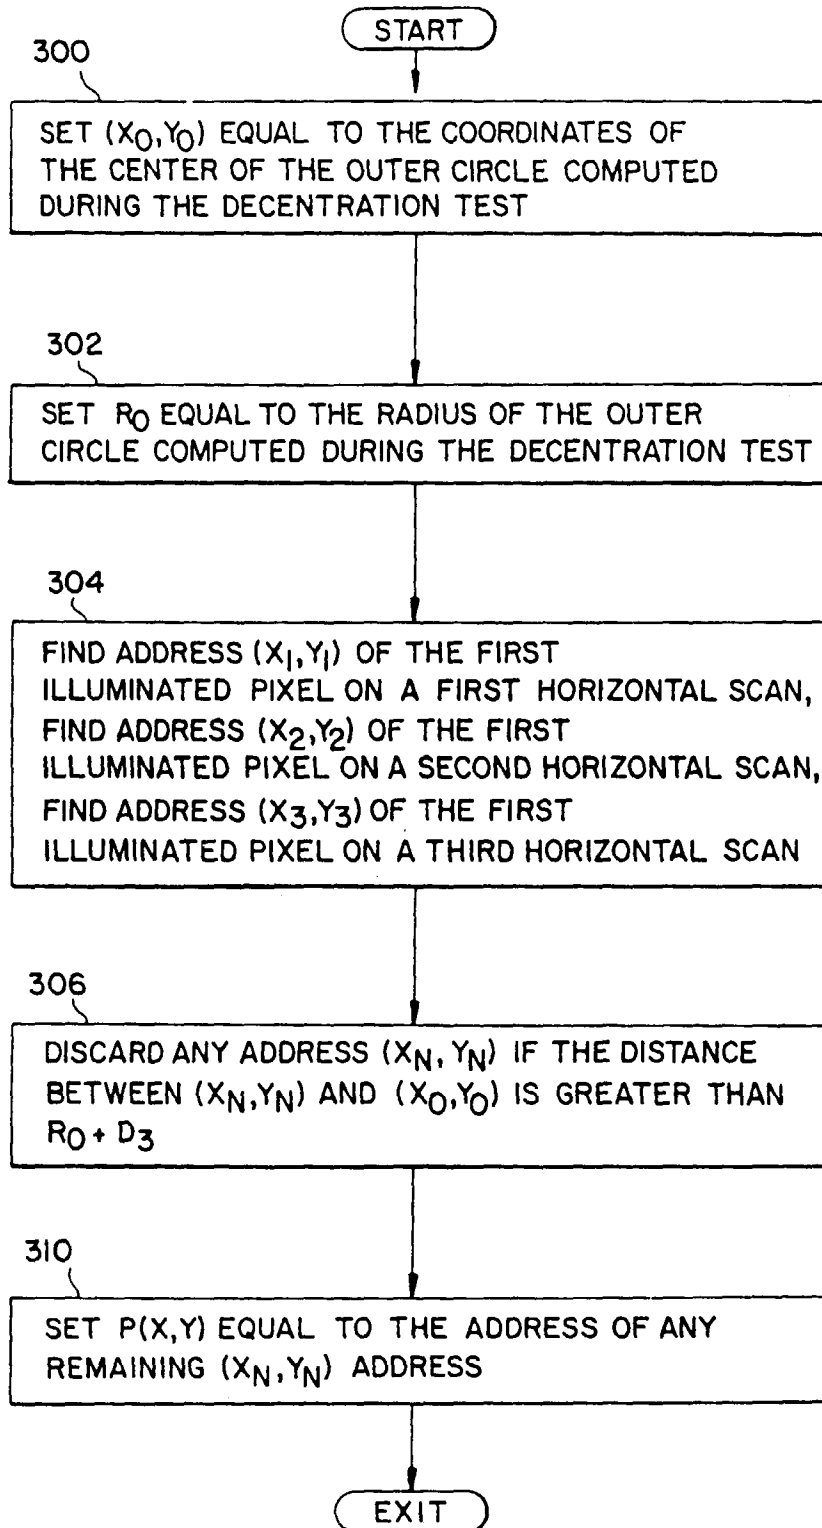 START
300
SET (X0,Y0) EQUAL TO THE COORDINATES OF
THE CENTER OF THE OUTER CIRCLE COMPUTED
DURING THE DECENTRATION TEST
302
SET R0 EQUAL TO THE RADIUS OF THE OUTER
CIRCLE COMPUTED DURING THE DECENTRATION TEST
304
FIND ADDRESS (X1,Y1) OF THE FIRST
ILLUMINATED PIXEL ON A FIRST HORIZONTAL SCAN,
FIND ADDRESS (X2,Y2) OF THE FIRST
ILLUMINATED PIXEL ON A SECOND HORIZONTAL SCAN,
FIND ADDRESS (X3,Y3) OF THE FIRST
ILLUMINATED PIXEL ON A THIRD HORIZONTAL SCAN
306
DISCARD ANY ADDRESS (XN, YN) IF THE DISTANCE
BETWEEN (XN,YN) AND (X0,Y0) IS GREATER THAN
R0 + D3
310
SET P(X,Y) EQUAL TO THE ADDRESS OF ANY
REMAINING (XN,YN) ADDRESS
EXIT